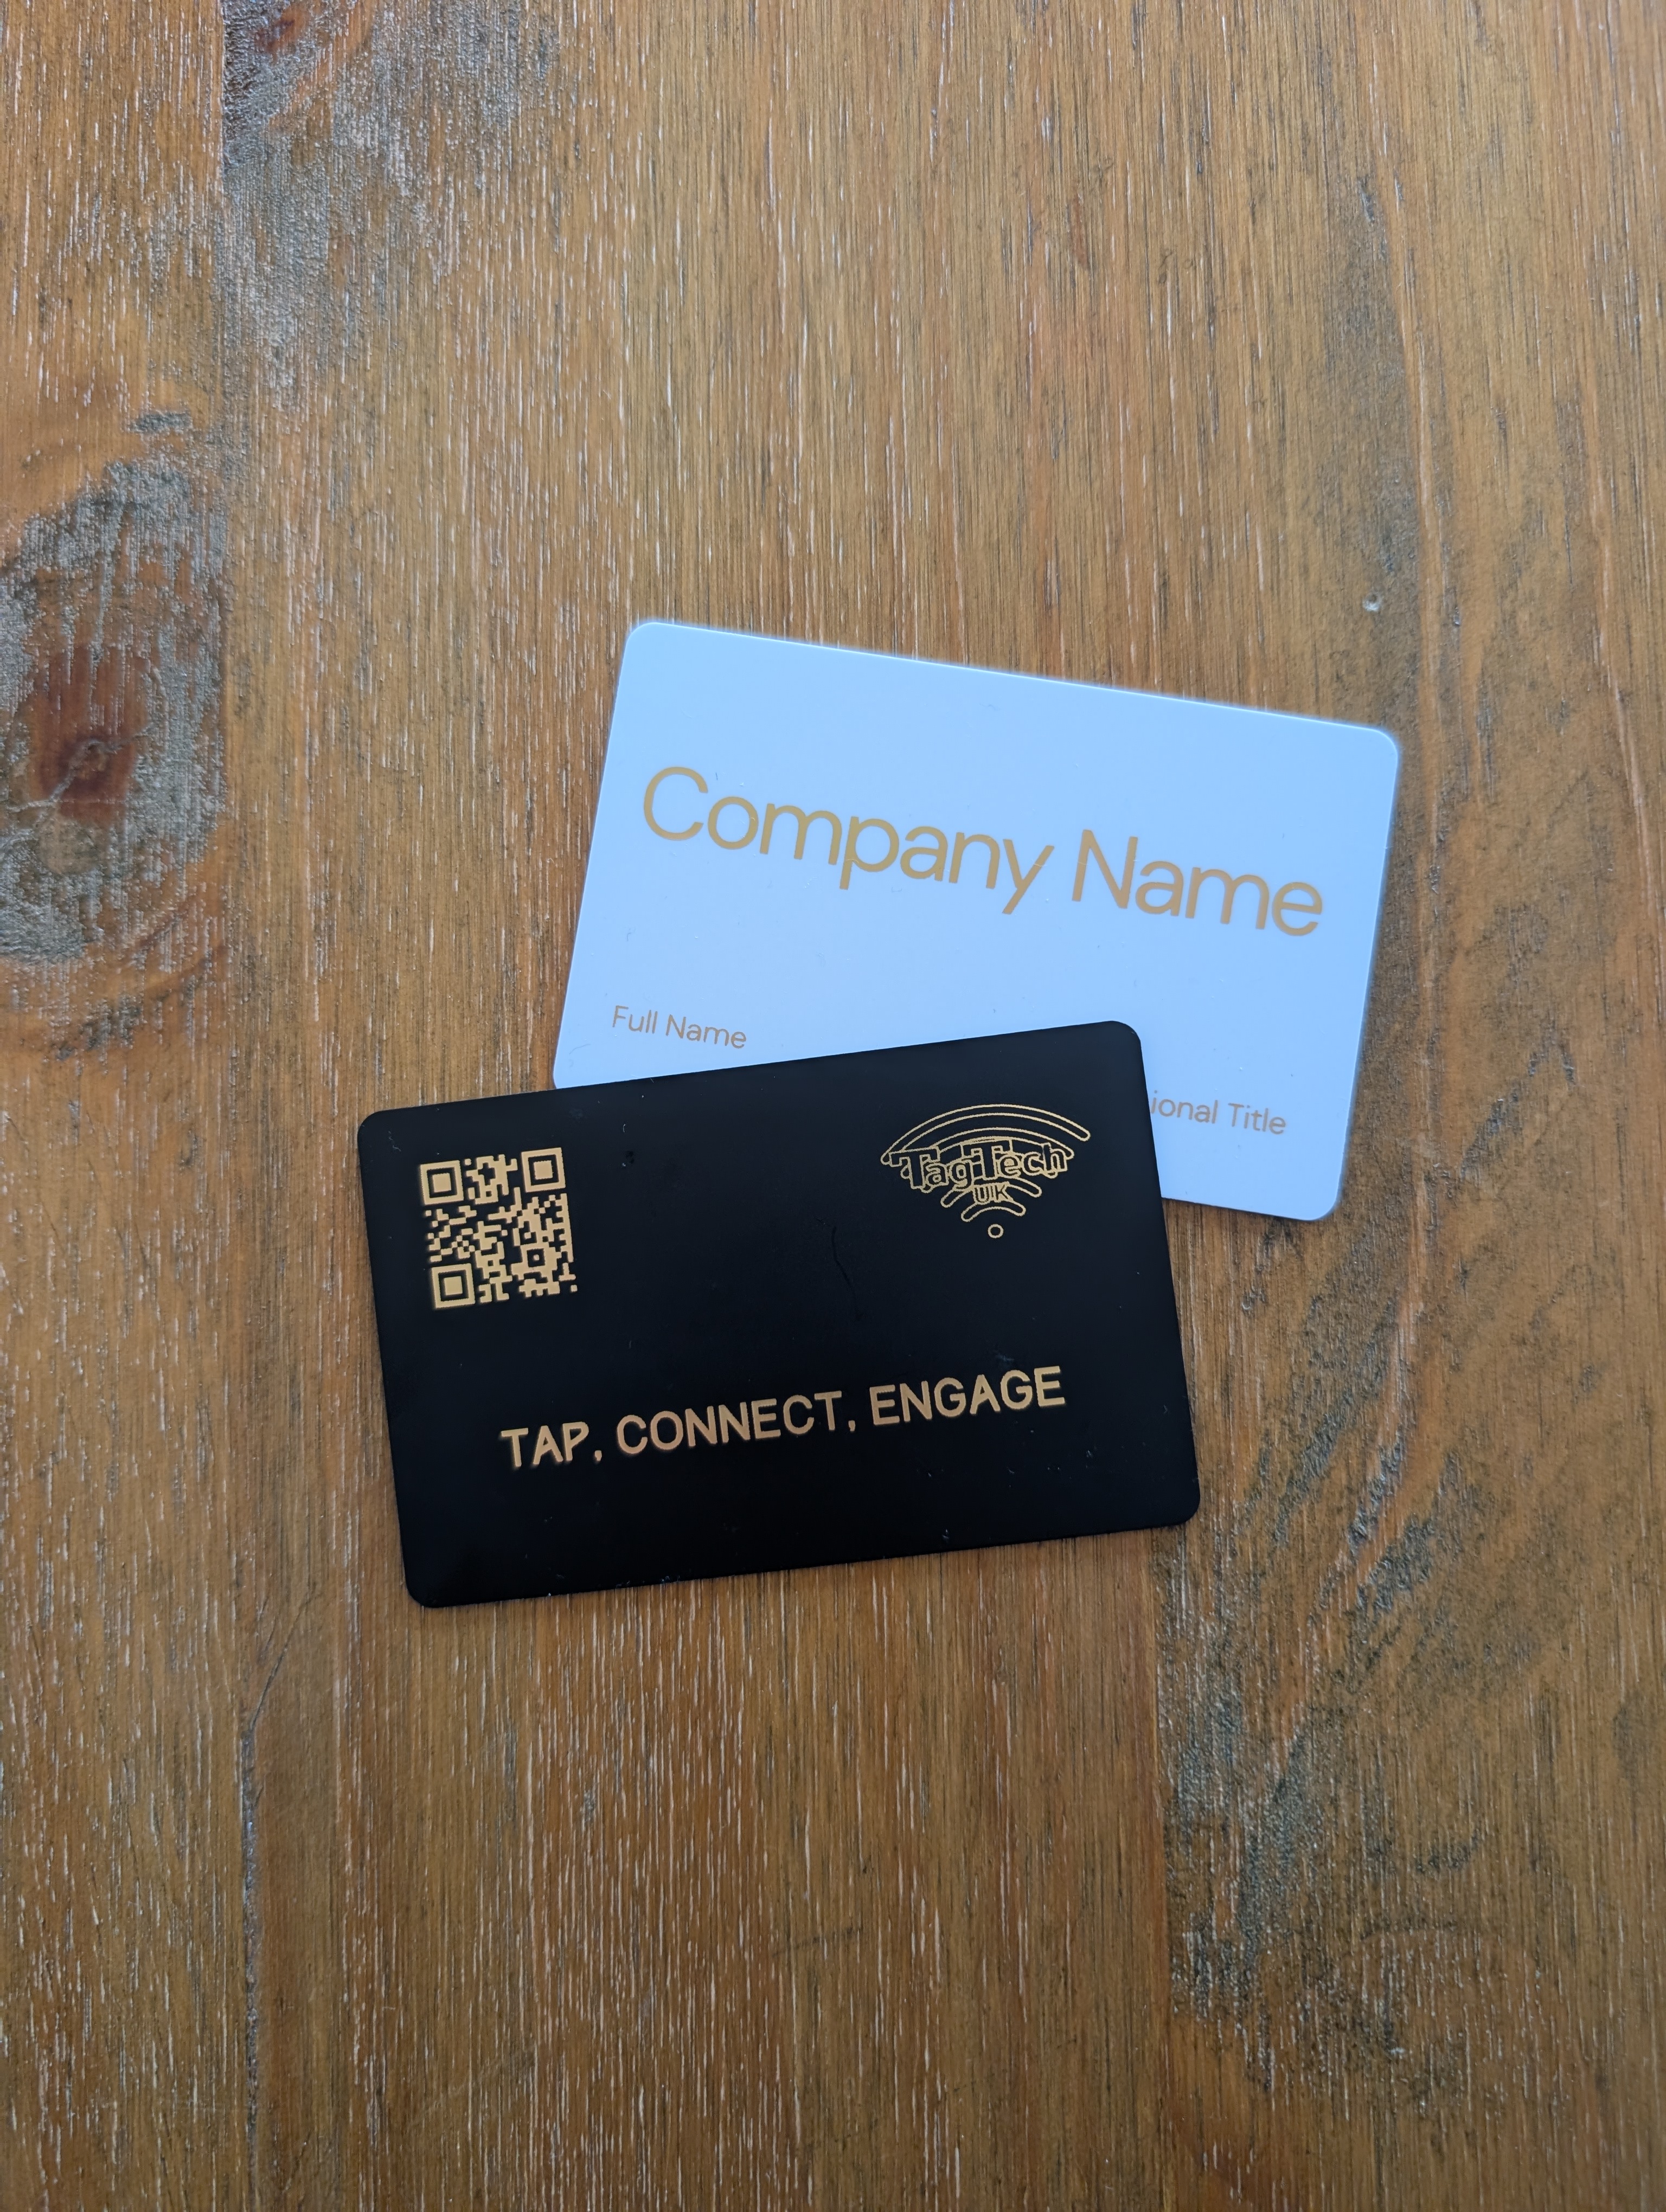 Company Name
Full Name
ional Title
TagTech
UK
TAP, CONNECT, ENGAGE